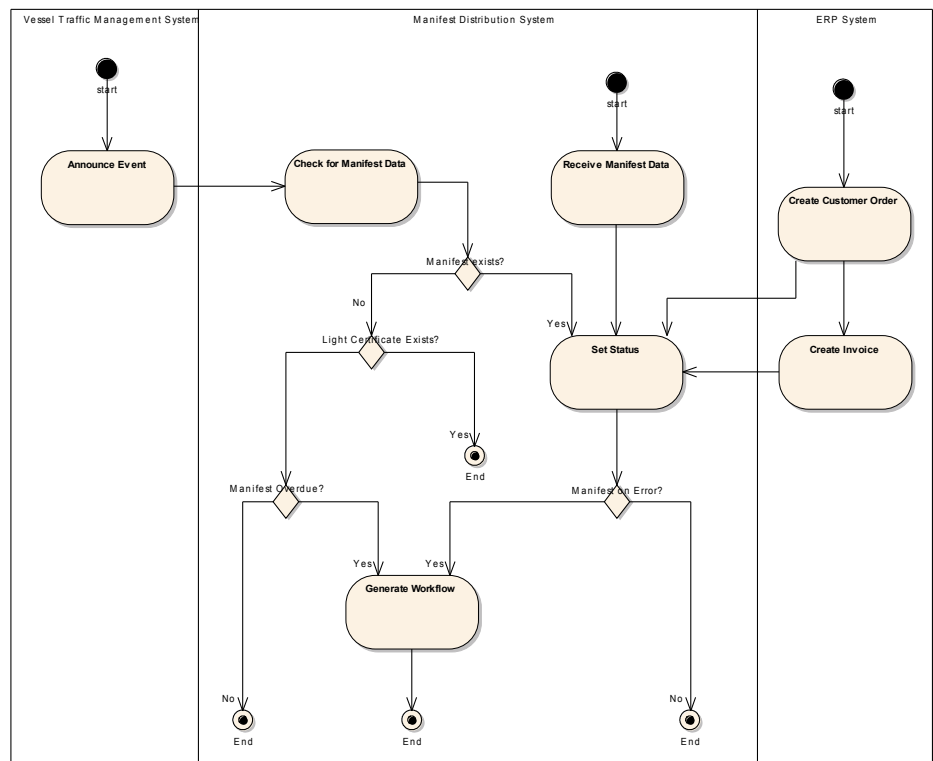 Vessel Traffic Management System
Manifest Distribution System
ERP System
start
start
start
Announce Event
Check for Manifest Data
Receive Manifest Data
Create Customer Order
Manifest exists?
No
Yes
Light Certificate Exists?
Set Status
Create Invoice
Yes
End
Manifest Overdue?
Manifest on Error?
Yes
Yes
Generate Workflow
No
No
End
End
End